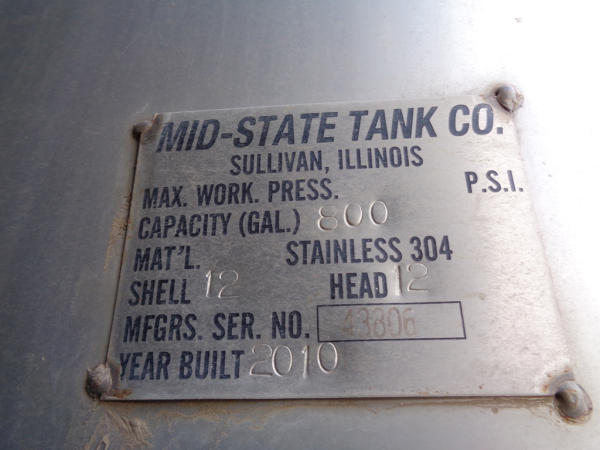 MID-STATE TANK CO.
SULLIVAN, ILLINOIS
MAX. WORK. PRESS. P.S.I.
CAPACITY (GAL.) 800
MAT'L. STAINLESS 304
SHELL 12 HEAD 12
MFGRS. SER. NO. 43806
YEAR BUILT 2010